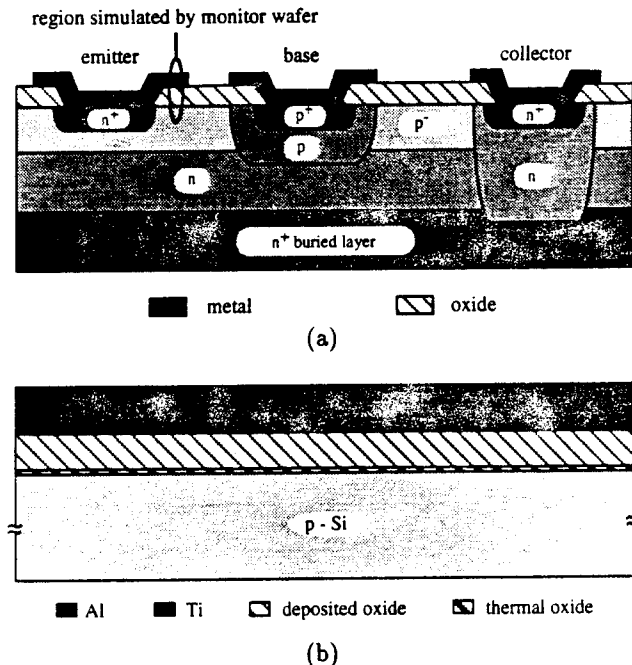 region simulated by monitor wafer
emitter base collector
n+ p+ p- n+
p
n n
n+ buried layer
metal oxide
(a)
p - Si
Al Ti deposited oxide thermal oxide
(b)